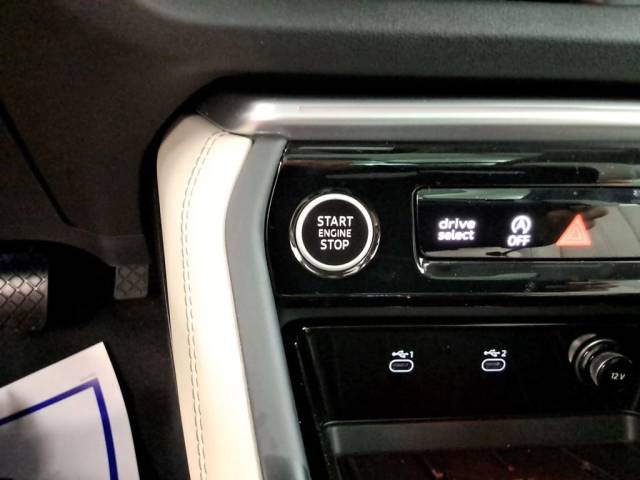 START
ENGINE
STOP
drive
select
OFF
1
2
12V